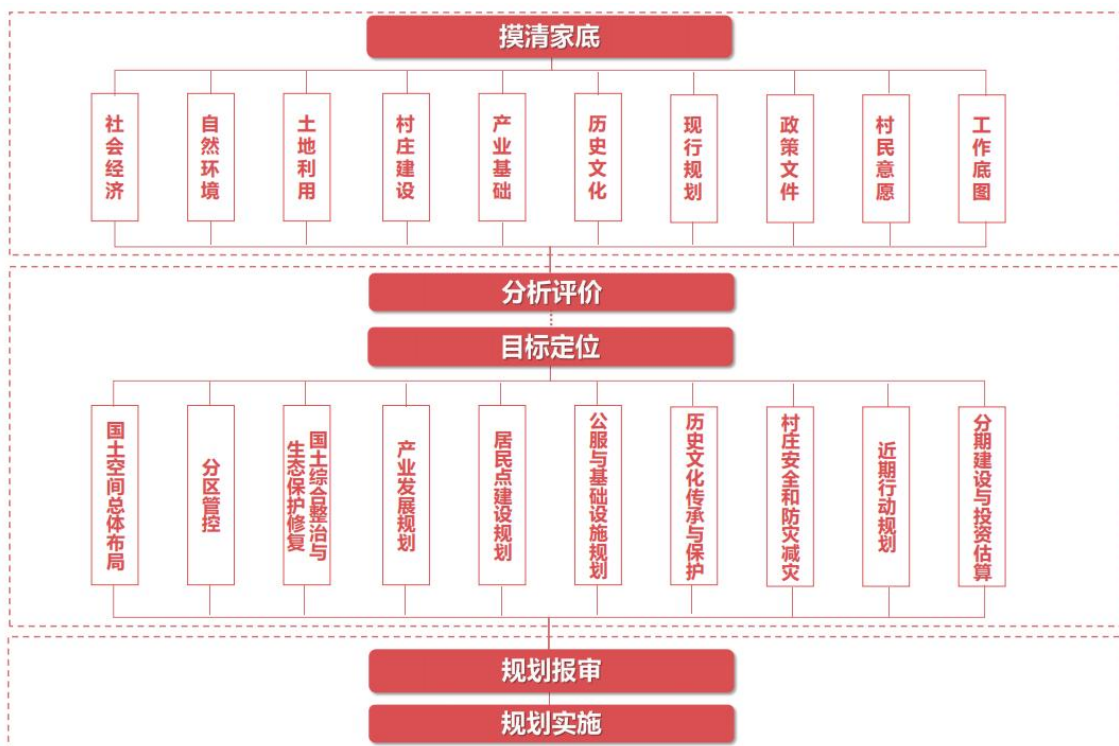 摸清家底
社会经济
自然环境
土地利用
村庄建设
产业基础
历史文化
现行规划
政策文件
村民意愿
工作底图
分析评价
目标定位
国土空间总体布局
分区管控
国土综合整治与
生态保护修复
产业发展规划
居民点建设规划
公服与基础设施规划
历史文化传承与保护
村庄安全和防灾减灾
近期行动规划
分期建设与投资估算
规划报审
规划实施